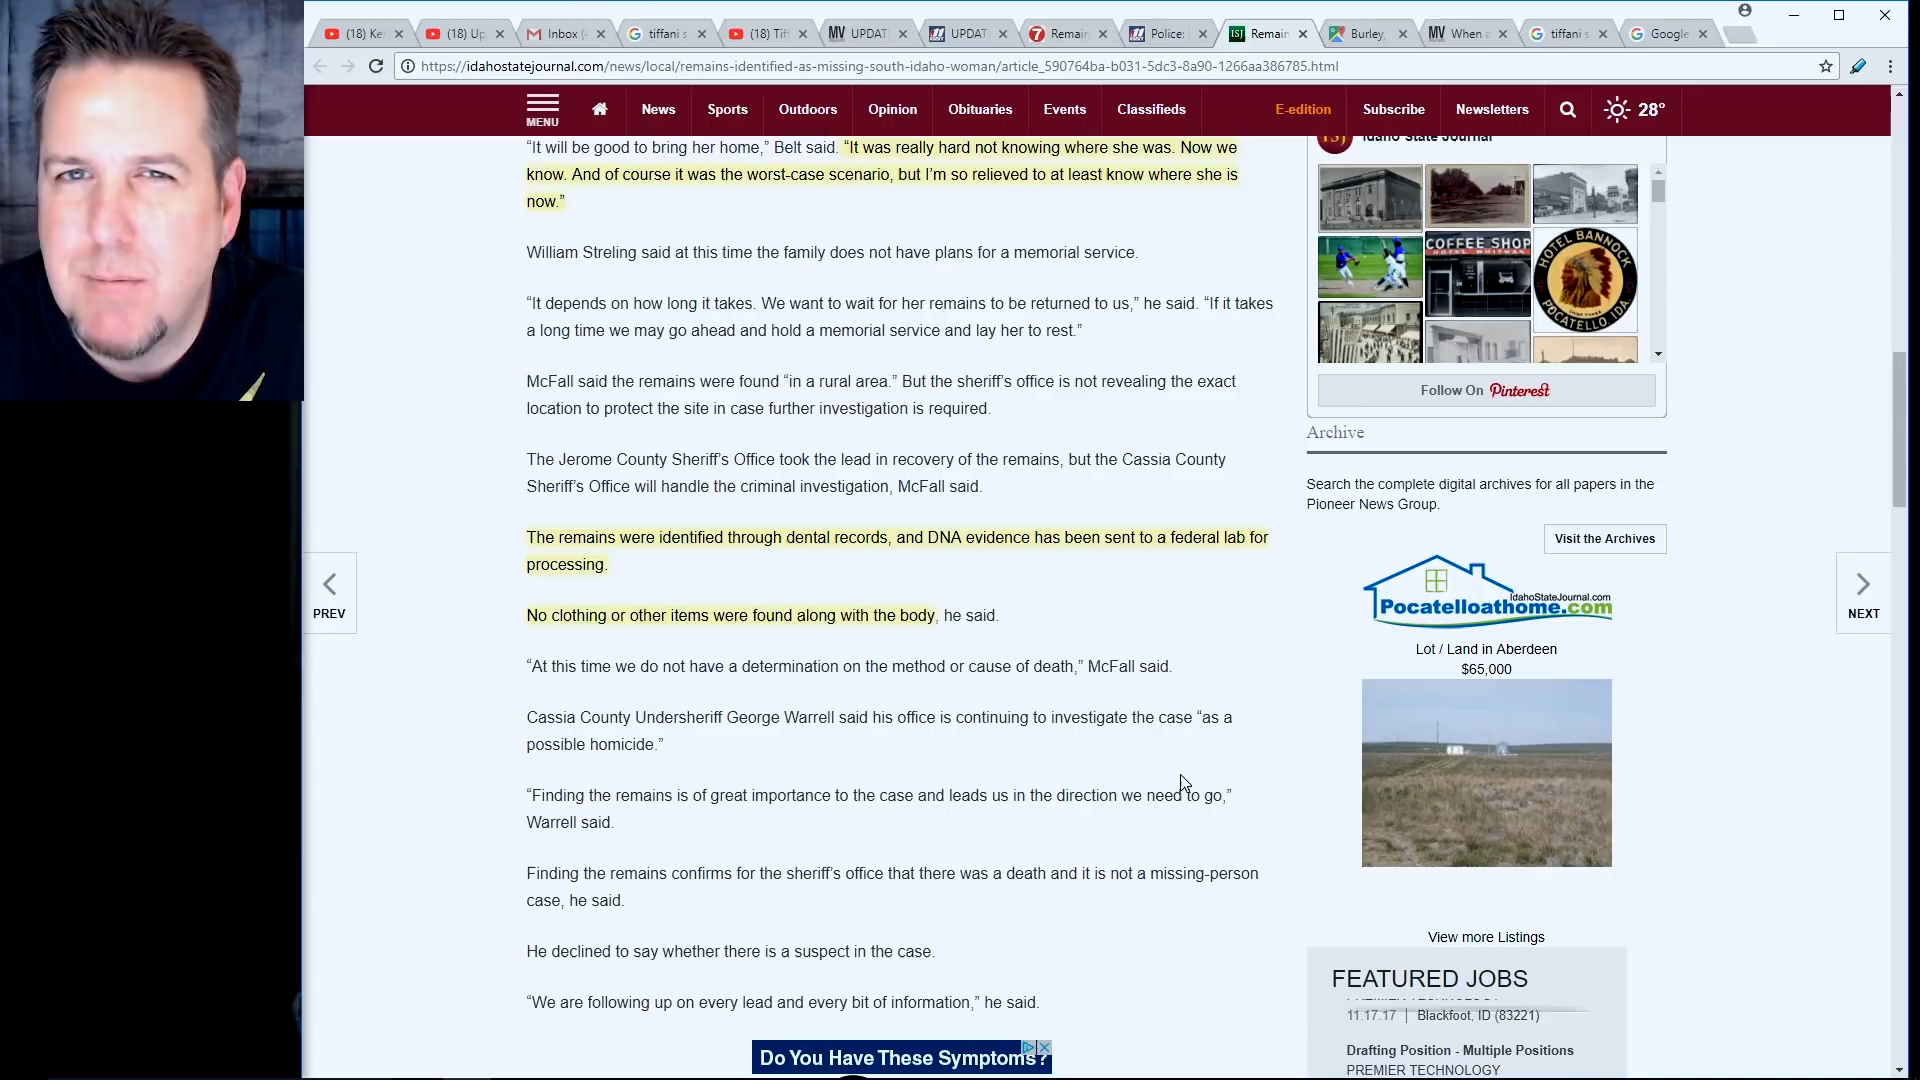 (18) Ke
(18) Up
Inbox (
tiffani s
(18) Tif
MV UPDAT
UPDAT
Remain
Police:
ISJ Remain
Burley,
MV When a
tiffani s
Google
https://idahostatejournal.com/news/local/remains-identified-as-missing-south-idaho-woman/article_590764ba-b031-5dc3-8a90-1266aa386785.html
MENU
News
Sports
Outdoors
Opinion
Obituaries
Events
Classifieds
E-edition
Subscribe
Newsletters
28°
“It will be good to bring her home,” Belt said. “It was really hard not knowing where she was. Now we
know. And of course it was the worst-case scenario, but I’m so relieved to at least know where she is
now.”
William Streling said at this time the family does not have plans for a memorial service.
“It depends on how long it takes. We want to wait for her remains to be returned to us,” he said. “If it takes
a long time we may go ahead and hold a memorial service and lay her to rest.”
McFall said the remains were found “in a rural area.” But the sheriff’s office is not revealing the exact
location to protect the site in case further investigation is required.
The Jerome County Sheriff’s Office took the lead in recovery of the remains, but the Cassia County
Sheriff’s Office will handle the criminal investigation, McFall said.
The remains were identified through dental records, and DNA evidence has been sent to a federal lab for
processing.
No clothing or other items were found along with the body, he said.
“At this time we do not have a determination on the method or cause of death,” McFall said.
Cassia County Undersheriff George Warrell said his office is continuing to investigate the case “as a
possible homicide.”
“Finding the remains is of great importance to the case and leads us in the direction we need to go,”
Warrell said.
Finding the remains confirms for the sheriff’s office that there was a death and it is not a missing-person
case, he said.
He declined to say whether there is a suspect in the case.
“We are following up on every lead and every bit of information,” he said.
Do You Have These Symptoms?
PREV
NEXT
Idaho State Journal
COFFEE SHOP
HOTEL WHITMAN
HOTEL BANNOCK
POCATELLO, IDA.
Follow On Pinterest
Archive
Search the complete digital archives for all papers in the
Pioneer News Group.
Visit the Archives
IdahoStateJournal.com
Pocatelloathome.com
Lot / Land in Aberdeen
$65,000
View more Listings
FEATURED JOBS
PREMIER TECHNOLOGY
11.17.17 | Blackfoot, ID (83221)
Drafting Position - Multiple Positions
PREMIER TECHNOLOGY